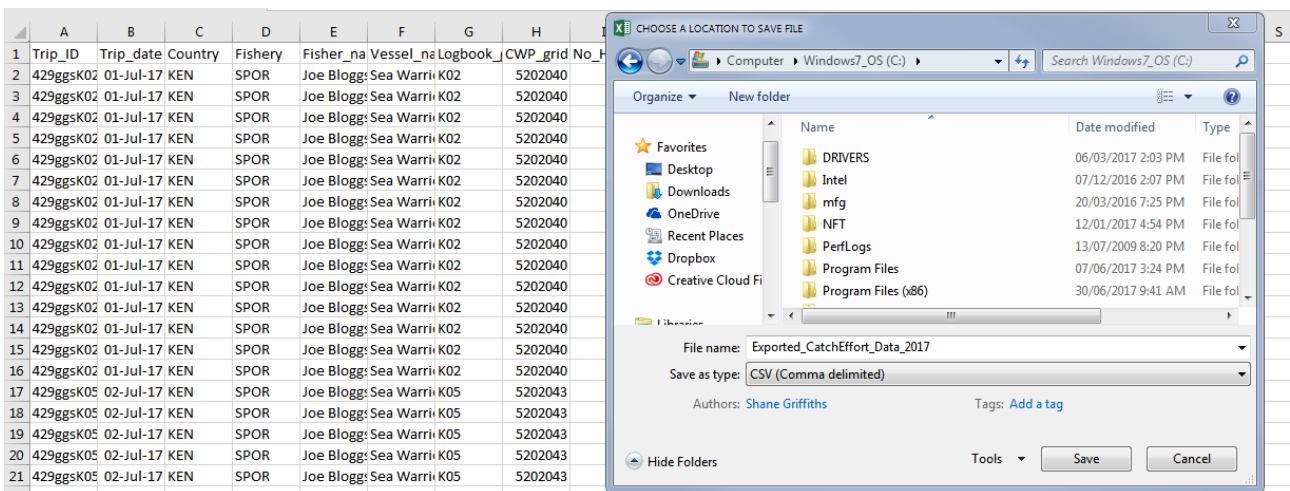 A B C D E F G H S
1 Trip_ID Trip_date Country Fishery Fisher_na Vessel_na Logbook_ CWP_grid No_H
2 429ggsK02 01-Jul-17 KEN SPOR Joe Bloggs Sea Warri K02 5202040
3 429ggsK02 01-Jul-17 KEN SPOR Joe Bloggs Sea Warri K02 5202040
4 429ggsK02 01-Jul-17 KEN SPOR Joe Bloggs Sea Warri K02 5202040
5 429ggsK02 01-Jul-17 KEN SPOR Joe Bloggs Sea Warri K02 5202040
6 429ggsK02 01-Jul-17 KEN SPOR Joe Bloggs Sea Warri K02 5202040
7 429ggsK02 01-Jul-17 KEN SPOR Joe Bloggs Sea Warri K02 5202040
8 429ggsK02 01-Jul-17 KEN SPOR Joe Bloggs Sea Warri K02 5202040
9 429ggsK02 01-Jul-17 KEN SPOR Joe Bloggs Sea Warri K02 5202040
10 429ggsK02 01-Jul-17 KEN SPOR Joe Bloggs Sea Warri K02 5202040
11 429ggsK02 01-Jul-17 KEN SPOR Joe Bloggs Sea Warri K02 5202040
12 429ggsK02 01-Jul-17 KEN SPOR Joe Bloggs Sea Warri K02 5202040
13 429ggsK02 01-Jul-17 KEN SPOR Joe Bloggs Sea Warri K02 5202040
14 429ggsK02 01-Jul-17 KEN SPOR Joe Bloggs Sea Warri K02 5202040
15 429ggsK02 01-Jul-17 KEN SPOR Joe Bloggs Sea Warri K02 5202040
16 429ggsK02 01-Jul-17 KEN SPOR Joe Bloggs Sea Warri K02 5202040
17 429ggsK05 02-Jul-17 KEN SPOR Joe Bloggs Sea Warri K05 5202043
18 429ggsK05 02-Jul-17 KEN SPOR Joe Bloggs Sea Warri K05 5202043
19 429ggsK05 02-Jul-17 KEN SPOR Joe Bloggs Sea Warri K05 5202043
20 429ggsK05 02-Jul-17 KEN SPOR Joe Bloggs Sea Warri K05 5202043
21 429ggsK05 02-Jul-17 KEN SPOR Joe Bloggs Sea Warri K05 5202043
CHOOSE A LOCATION TO SAVE FILE
Computer Windows7_OS (C:) Search Windows7_OS (C:)
Organize New folder
Favorites
Desktop
Downloads
OneDrive
Recent Places
Dropbox
Creative Cloud Fi
Libraries
Name Date modified Type
DRIVERS 06/03/2017 2:03 PM File fol
Intel 07/12/2016 2:07 PM File fol
mfg 20/03/2016 7:25 PM File fol
NFT 12/01/2017 4:54 PM File fol
PerfLogs 13/07/2009 8:20 PM File fol
Program Files 07/06/2017 3:24 PM File fol
Program Files (x86) 30/06/2017 9:41 AM File fol
File name: Exported_CatchEffort_Data_2017
Save as type: CSV (Comma delimited)
Authors: Shane Griffiths Tags: Add a tag
Hide Folders Tools Save Cancel